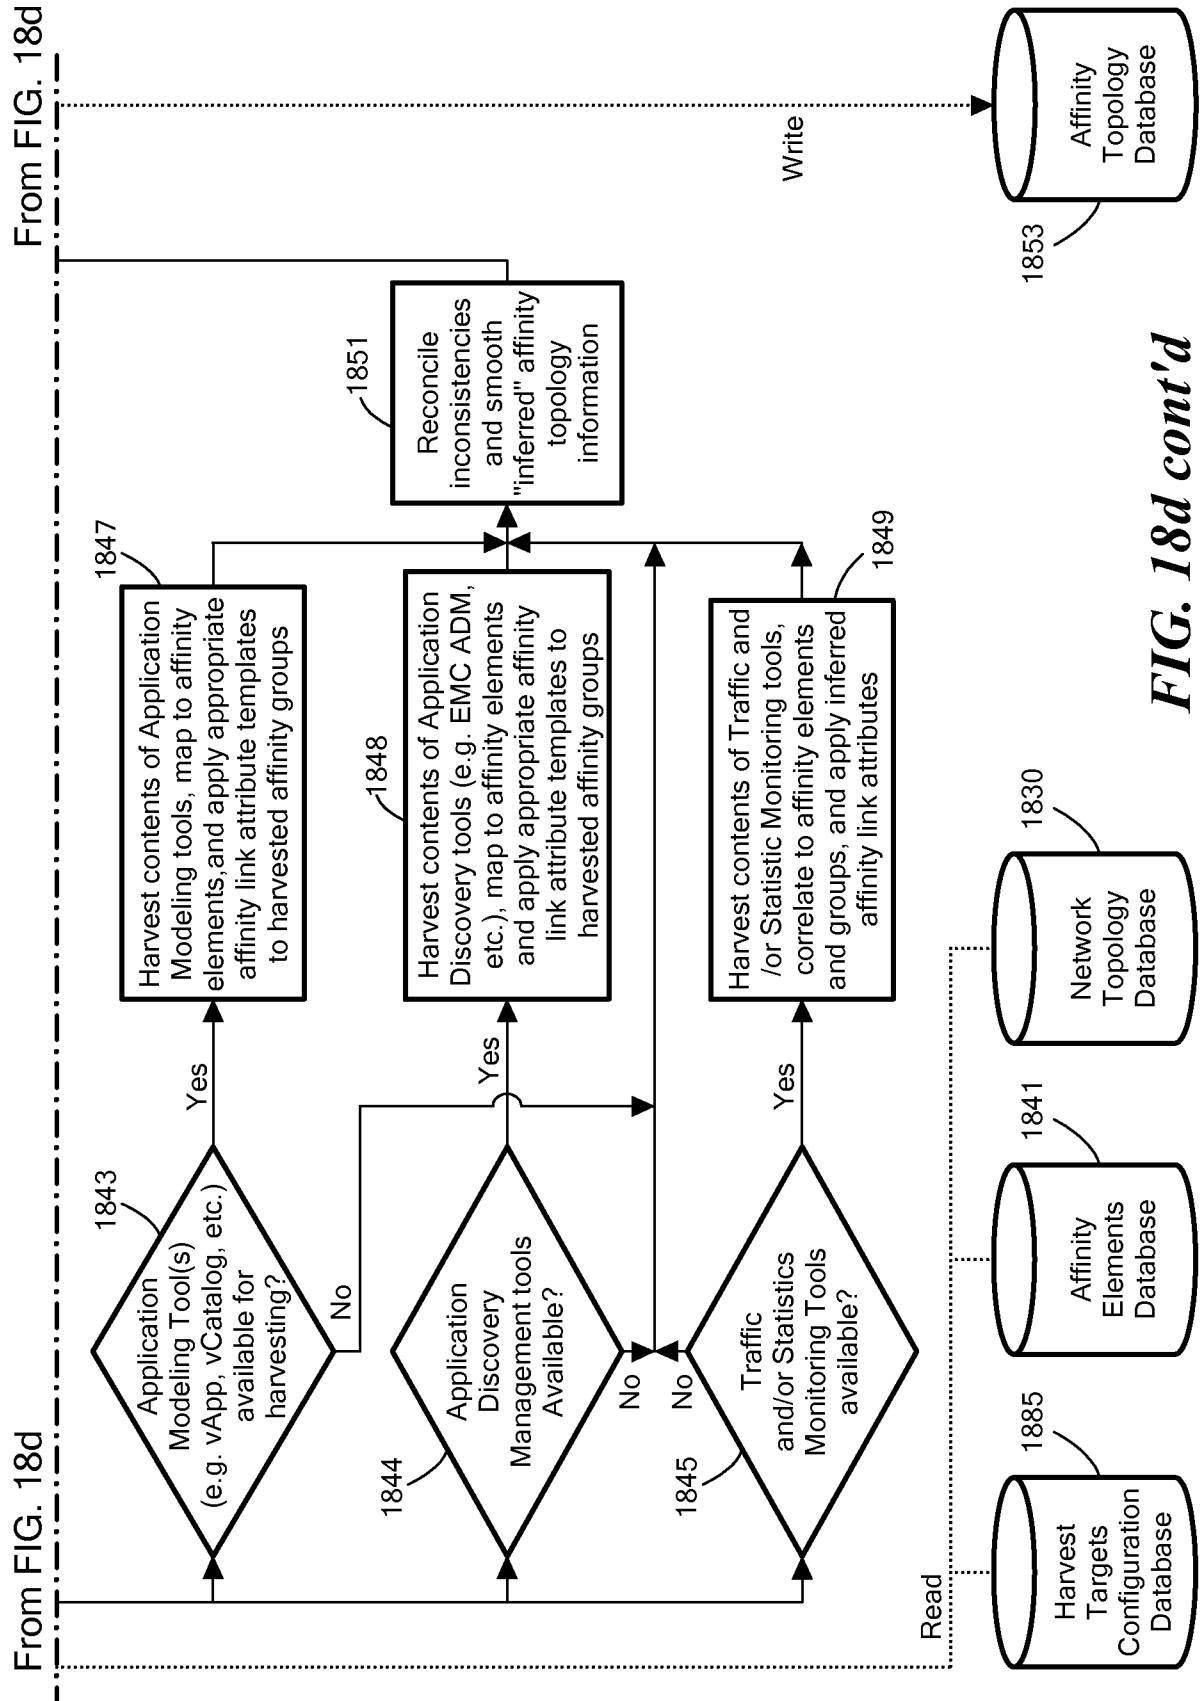 From FIG. 18d
From FIG. 18d
1843
Application
Modeling Tool(s)
(e.g. vApp, vCatalog, etc.)
available for
harvesting?
Yes
No
1847
Harvest contents of Application
Modeling tools, map to affinity
elements,and apply appropriate
affinity link attribute templates
to harvested affinity groups
1844
Application
Discovery
Management tools
Available?
Yes
No
1848
Harvest contents of Application
Discovery tools (e.g. EMC ADM,
etc.), map to affinity elements
and apply appropriate affinity
link attribute templates to
harvested affinity groups
1851
Reconcile
inconsistencies
and smooth
"inferred" affinity
topology
information
1845
No
Traffic
and/or Statistics
Monitoring Tools
available?
Yes
1849
Harvest contents of Traffic and
/or Statistic Monitoring tools,
correlate to affinity elements
and groups, and apply inferred
affinity link attributes
Read
Write
1885
Harvest
Targets
Configuration
Database
1841
Affinity
Elements
Database
1830
Network
Topology
Database
1853
Affinity
Topology
Database
FIG. 18d cont'd